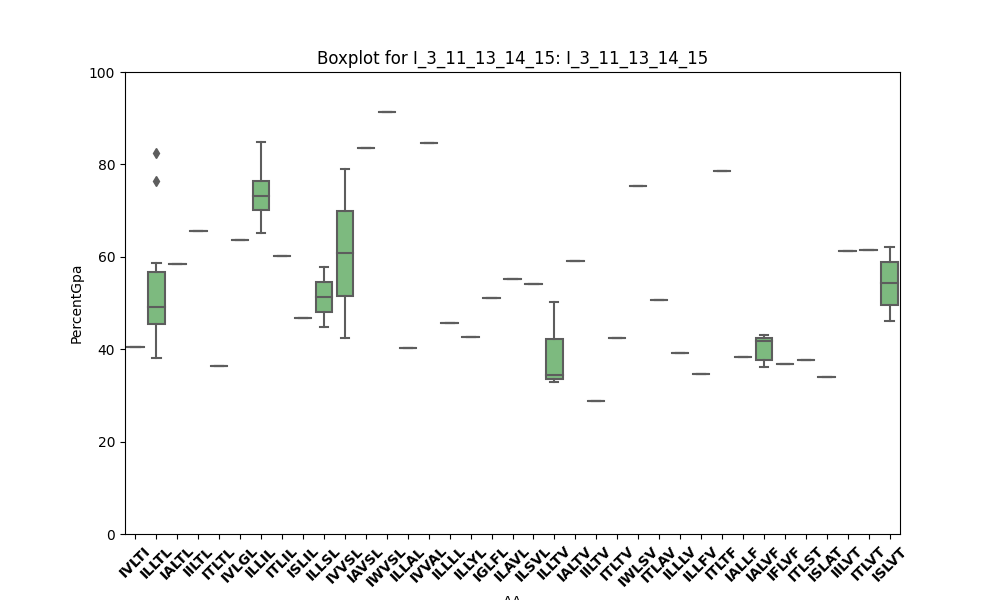 Boxplot for I_3_11_13_14_15: I_3_11_13_14_15
PercentGpa
100
80
60
40
20
0
IVLTI
ILLTL
IALTL
IILTL
ITLTL
IVLGL
ILLIL
ITLIL
ISLIL
ILLSL
IVVSL
IAVSL
IWVSL
ILLAL
IVVAL
ILLLL
ILLYL
IGLFL
ILAVL
ILSVL
ILLTV
IALTV
IILTV
ITLTV
IWLSV
ITLAV
ILLLV
ILLFV
ITLTF
IALLF
IALVF
IFLVF
ITLST
ISLAT
IILVT
ITLVT
ISLVT
AA